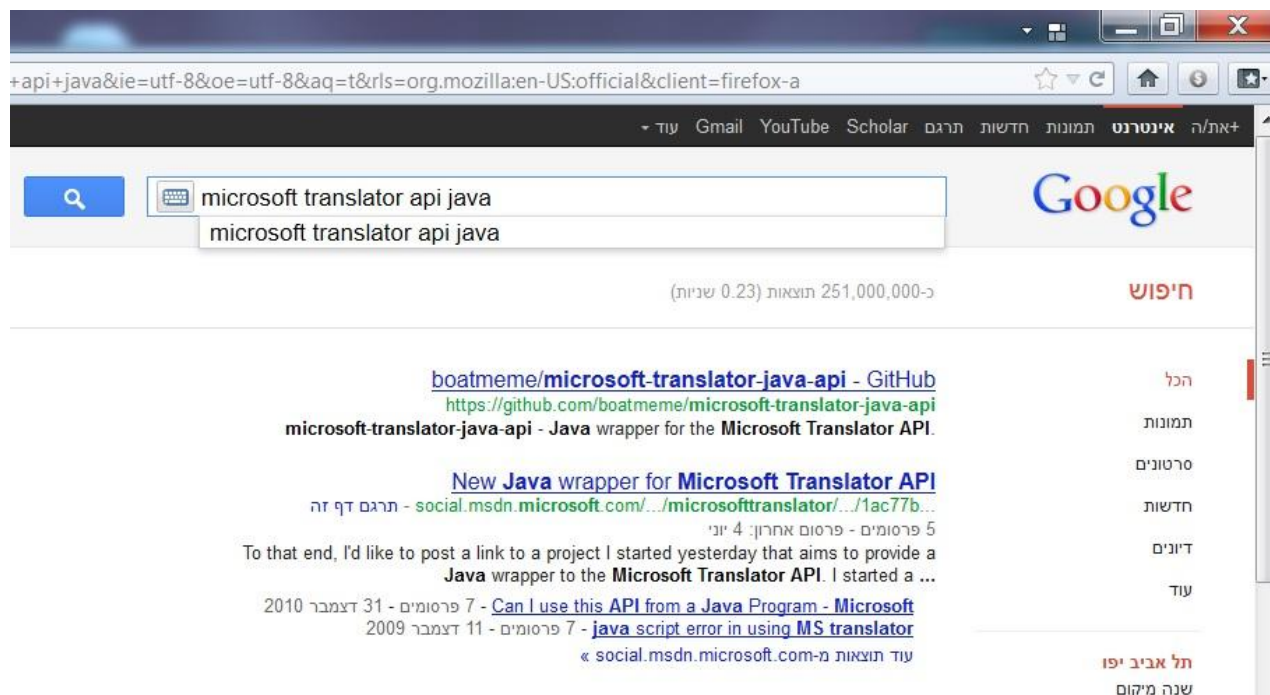 +api+java&ie=utf-8&oe=utf-8&aq=t&rls=org.mozilla:en-US:official&client=firefox-a
+את/ה אינטרנט תמונות חדשות תרגם Scholar YouTube Gmail עוד
Google
microsoft translator api java
microsoft translator api java
חיפוש
כ-251,000,000 תוצאות (0.23 שניות)
הכל
תמונות
סרטונים
חדשות
דיונים
עוד
תל אביב יפו
שנה מיקום
boatmeme/microsoft-translator-java-api - GitHub
https://github.com/boatmeme/microsoft-translator-java-api
microsoft-translator-java-api - Java wrapper for the Microsoft Translator API.
New Java wrapper for Microsoft Translator API
social.msdn.microsoft.com/.../microsofttranslator/.../1ac77b... - תרגם דף זה
5 פרסומים - פרסום אחרון: 4 יוני
To that end, I'd like to post a link to a project I started yesterday that aims to provide a
Java wrapper to the Microsoft Translator API. I started a ...
Can I use this API from a Java Program - Microsoft - 7 פרסומים - 31 דצמבר 2010
java script error in using MS translator - 7 פרסומים - 11 דצמבר 2009
עוד תוצאות מ-social.msdn.microsoft.com »